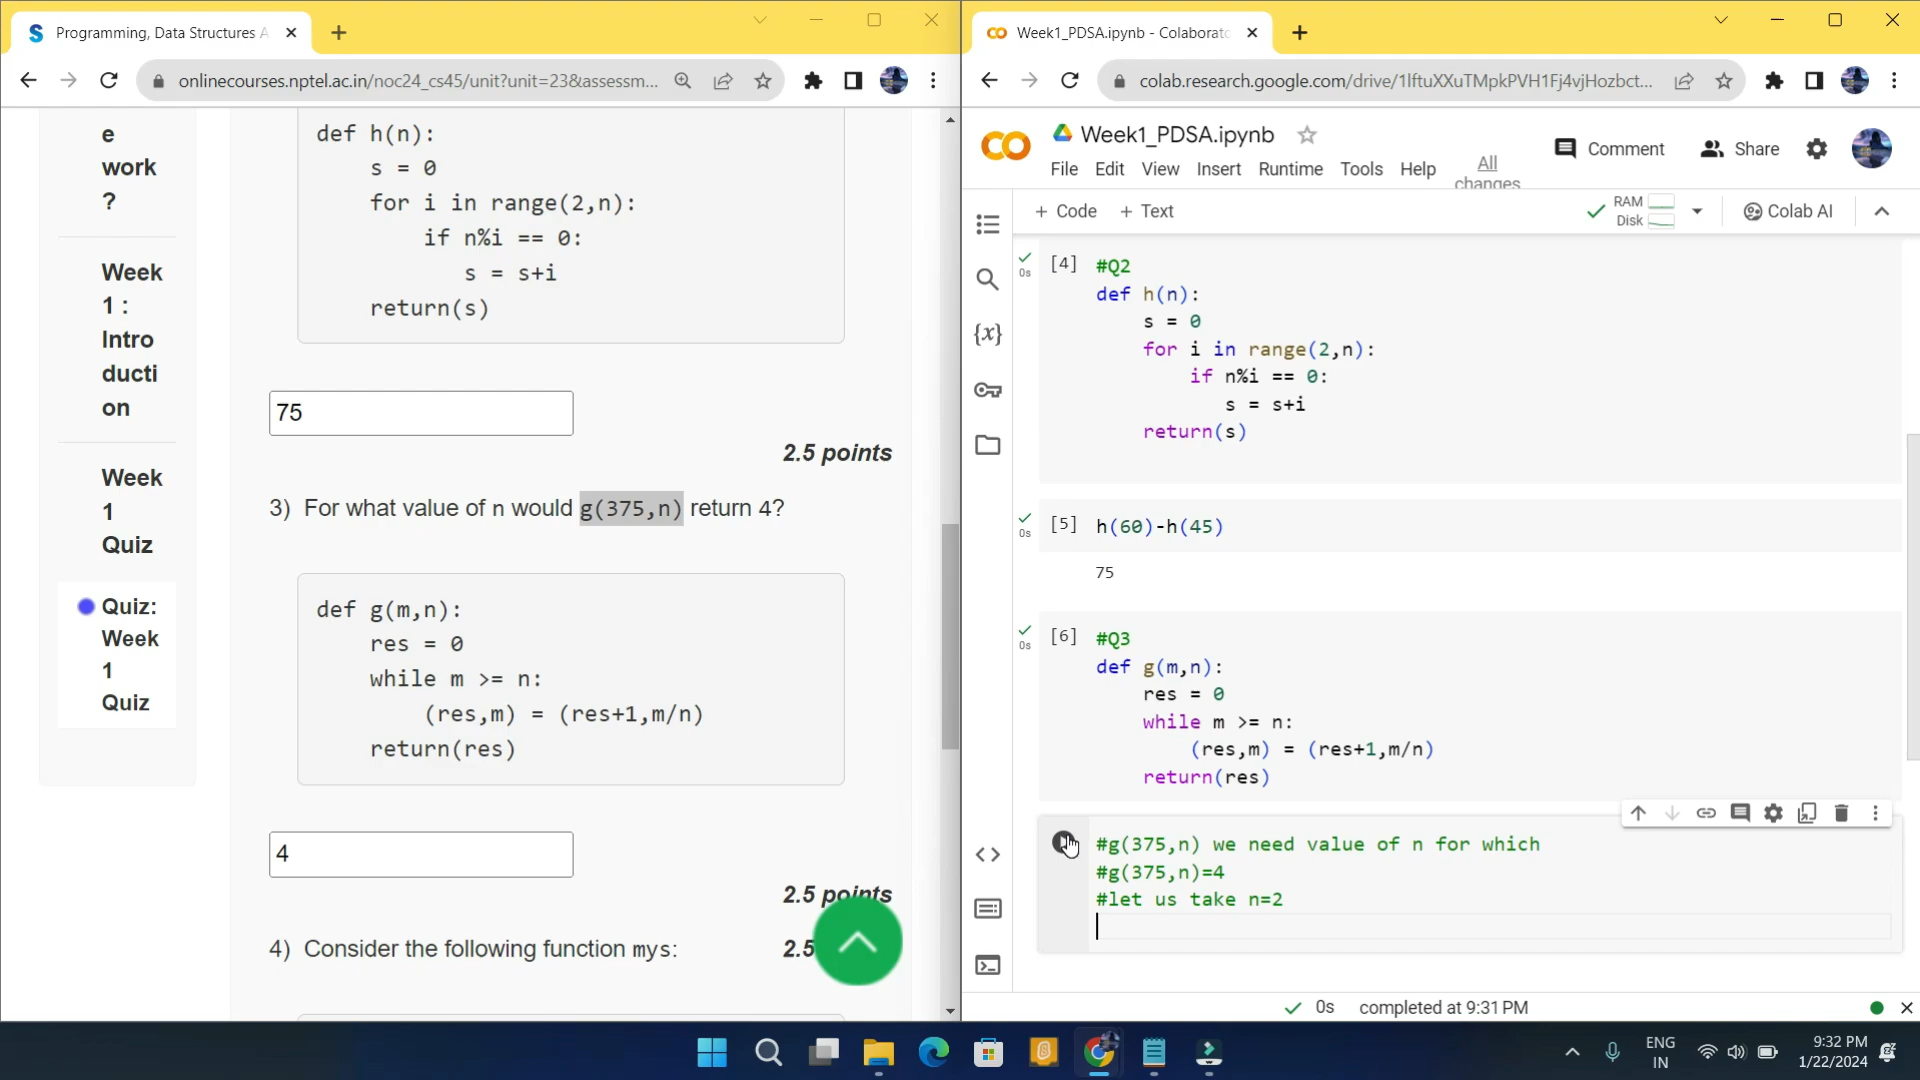 Programming, Data Structures A
onlinecourses.nptel.ac.in/noc24_cs45/unit?unit=23&assessm...
e
work
?
Week
1 :
Intro
ducti
on
Week
1
Quiz
Quiz:
Week
1
Quiz
def h(n):
s = 0
for i in range(2,n):
if n%i == 0:
s = s+i
return(s)
75
2.5 points
3) For what value of n would g(375,n) return 4?
def g(m,n):
res = 0
while m >= n:
(res,m) = (res+1,m/n)
return(res)
4
2.5 points
4) Consider the following function mys:
2.5
Week1_PDSA.ipynb - Colaborato
colab.research.google.com/drive/1lftuXXuTMpkPVH1Fj4vjHozbct...
Week1_PDSA.ipynb
File Edit View Insert Runtime Tools Help All changes
Comment
Share
+ Code + Text
RAM
Disk
Colab AI
[4] #Q2
0s
def h(n):
s = 0
for i in range(2,n):
if n%i == 0:
s = s+i
return(s)
[5] h(60)-h(45)
0s
75
[6] #Q3
0s
def g(m,n):
res = 0
while m >= n:
(res,m) = (res+1,m/n)
return(res)
#g(375,n) we need value of n for which
#g(375,n)=4
#let us take n=2
0s completed at 9:31 PM
ENG
IN
9:32 PM
1/22/2024